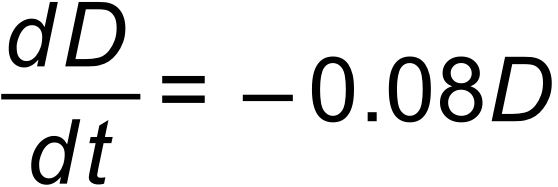 dD/dt = − 0.08D